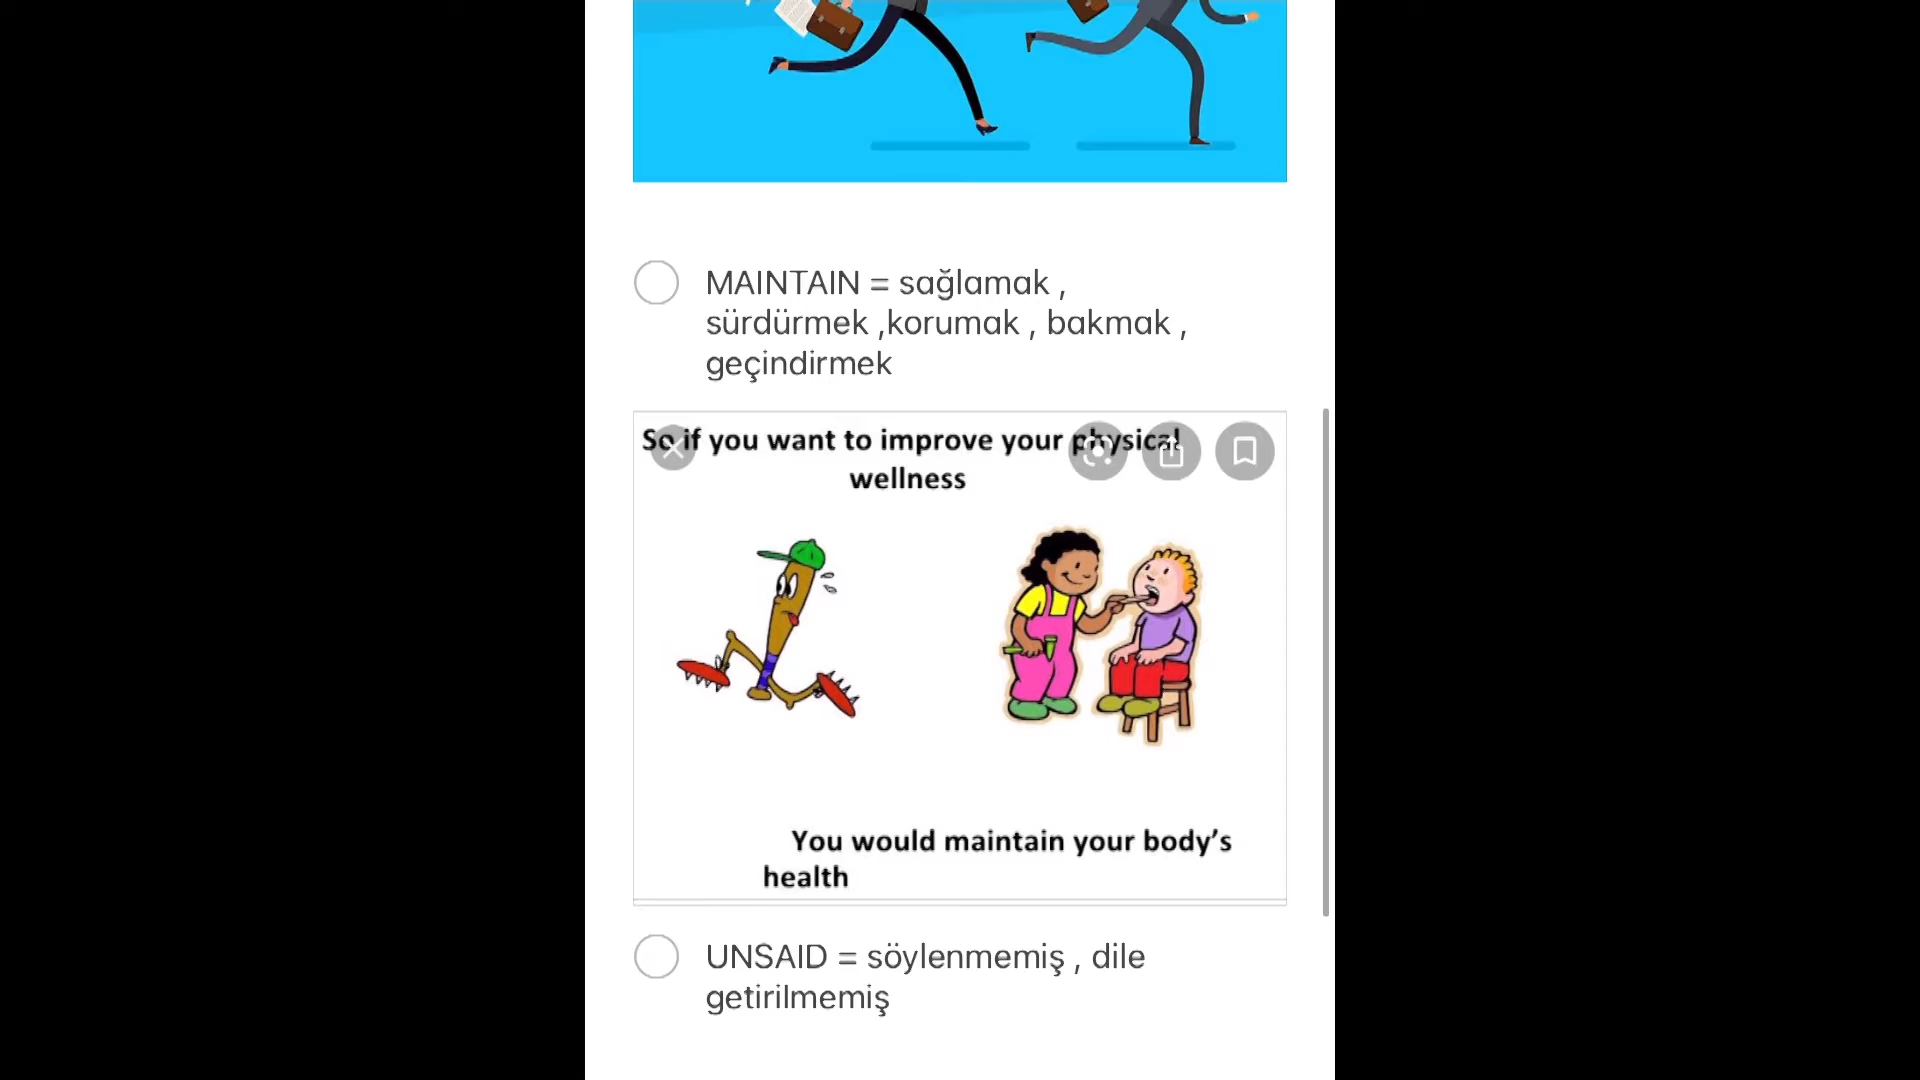 MAINTAIN = sağlamak ,
sürdürmek ,korumak , bakmak ,
geçindirmek
So if you want to improve your physical
wellness
You would maintain your body’s
health
UNSAID = söylenmemiş , dile
getirilmemiş